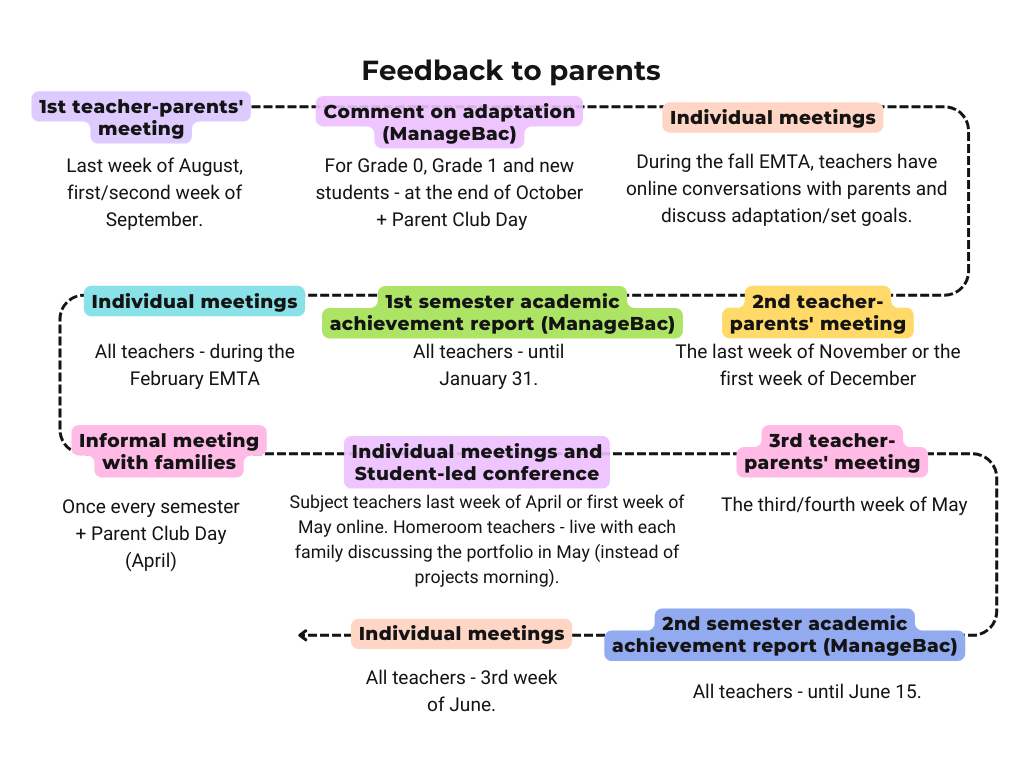 Feedback to parents
1st teacher-parents'
meeting
Last week of August,
first/second week of
September.
Comment on adaptation
(ManageBac)
For Grade 0, Grade 1 and new
students - at the end of October
+ Parent Club Day
Individual meetings
During the fall EMTA, teachers have
online conversations with parents and
discuss adaptation/set goals.
2nd teacher-
parents' meeting
The last week of November or the
first week of December
1st semester academic
achievement report (ManageBac)
All teachers - until
January 31.
Individual meetings
All teachers - during the
February EMTA
Informal meeting
with families
Once every semester
+ Parent Club Day
(April)
Individual meetings and
Student-led conference
Subject teachers last week of April or first week of
May online. Homeroom teachers - live with each
family discussing the portfolio in May (instead of
projects morning).
3rd teacher-
parents' meeting
The third/fourth week of May
2nd semester academic
achievement report (ManageBac)
All teachers - until June 15.
Individual meetings
All teachers - 3rd week
of June.